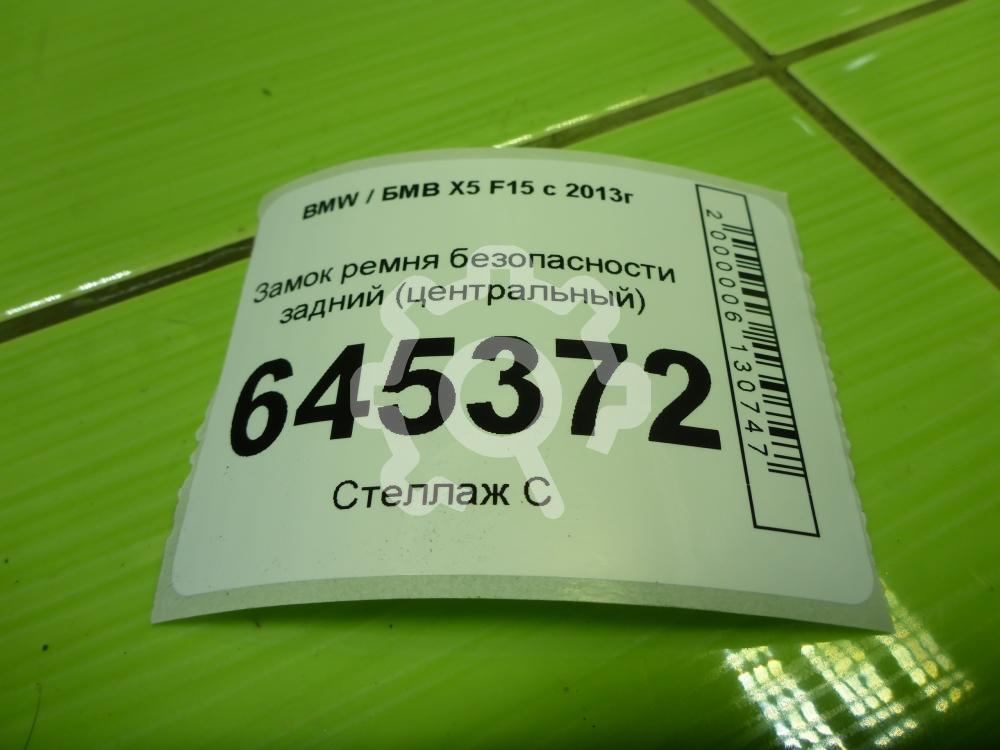 BMW / БМВ X5 F15 с 2013г
Замок ремня безопасности
задний (центральный)
645372
Стеллаж С
2000006130747